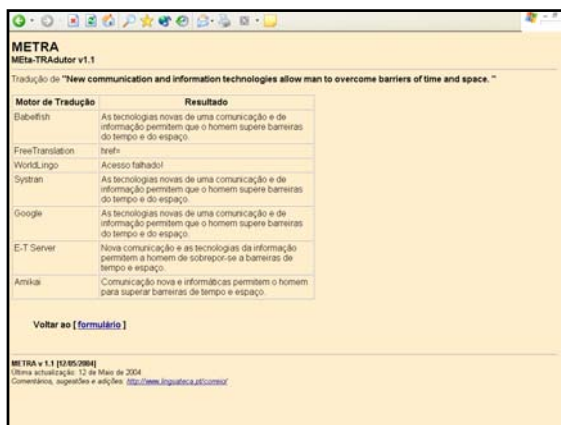 METRA
MEta-TRAdutor v1.1
Tradução de "New communication and information technologies allow man to overcome barriers of time and space. "
Motor de Tradução Resultado
Babelfish As tecnologias novas de uma comunicação e de
informação permitem que o homem supere barreiras
do tempo e do espaço.
FreeTranslation href=
WorldLingo Acesso falhado!
Systran As tecnologias novas de uma comunicação e de
informação permitem que o homem supere barreiras
do tempo e do espaço.
Google As tecnologias novas de uma comunicação e de
informação permitem que o homem supere barreiras
do tempo e do espaço.
E-T Server Nova comunicação e as tecnologias da informação
permitem a homem de sobrepor-se a barreiras de
tempo e espaço.
Amikai Comunicação nova e informáticas permitem o homem
para superar barreiras de tempo e espaço.
Voltar ao [ formulário ]
METRA v 1.1 [12/05/2004]
Última actualização: 12 de Maio de 2004
Comentários, sugestões e adições: http://www.linguateca.pt/correio/